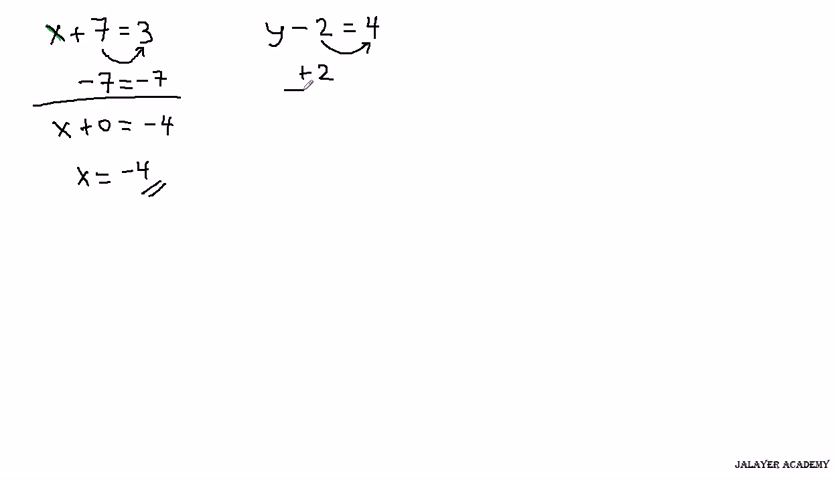 x + 7 = 3
-7 = -7
x + 0 = -4
x = -4
y - 2 = 4
+2
JALAYER ACADEMY